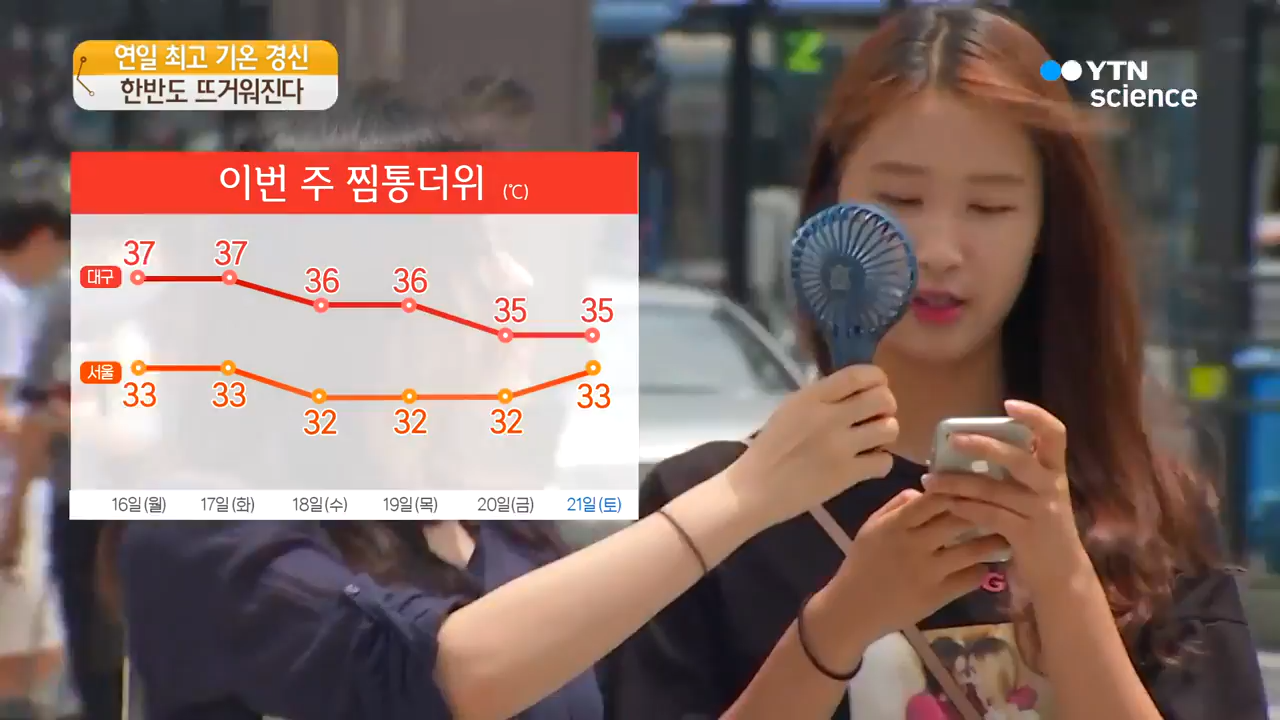 연일 최고 기온 경신
한반도 뜨거워진다
YTN
science
이번 주 찜통더위 (℃)
37 37 36 36 35 35
대구
서울
33 33 32 32 32 33
16일(월) 17일(화) 18일(수) 19일(목) 20일(금) 21일(토)
G